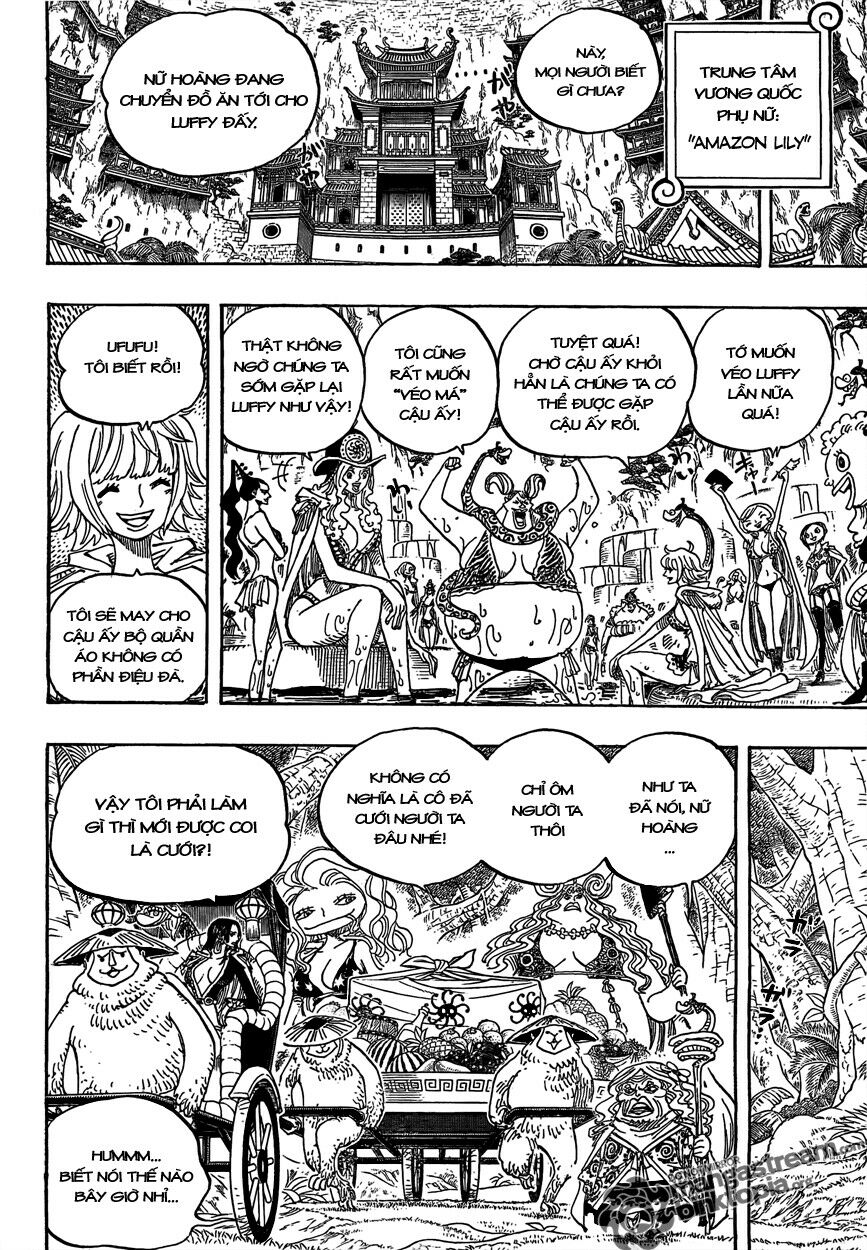 TRUNG TÂM
VƯƠNG QUỐC
PHỤ NỮ:
"AMAZON LILY"
NÀY,
MỌI NGƯỜI BIẾT
GÌ CHƯA?
NỮ HOÀNG ĐANG
CHUYỂN ĐỒ ĂN TỚI CHO
LUFFY ĐẤY.
がや
がや
TỚ MUỐN
VÉO LUFFY
LẦN NỮA
QUÁ!
TUYỆT QUÁ!
CHỜ CẬU ẤY KHỎI
HẲN LÀ CHÚNG TA CÓ
THỂ ĐƯỢC GẶP
CẬU ẤY RỒI.
TÔI CŨNG
RẤT MUỐN
"VÉO MÁ"
CẬU ẤY!
THẬT KHÔNG
NGỜ CHÚNG TA
SỚM GẶP LẠI
LUFFY NHƯ VẬY!
UFUFU!
TÔI BIẾT RỒI!
TÔI SẼ MAY CHO
CẬU ẤY BỘ QUẦN
ÁO KHÔNG CÓ
PHẦN ĐIỆU ĐÀ.
NHƯ TA
ĐÃ NÓI, NỮ
HOÀNG
...
CHỈ ÔM
NGƯỜI TA
THÔI
KHÔNG CÓ
NGHĨA LÀ CÔ ĐÃ
CƯỚI NGƯỜI TA
ĐÂU NHÉ!
VẬY TÔI PHẢI LÀM
GÌ THÌ MỚI ĐƯỢC COI
LÀ CƯỚI?!
HUMMM...
BIẾT NÓI THẾ NÀO
BÂY GIỜ NHỈ...
mangastream